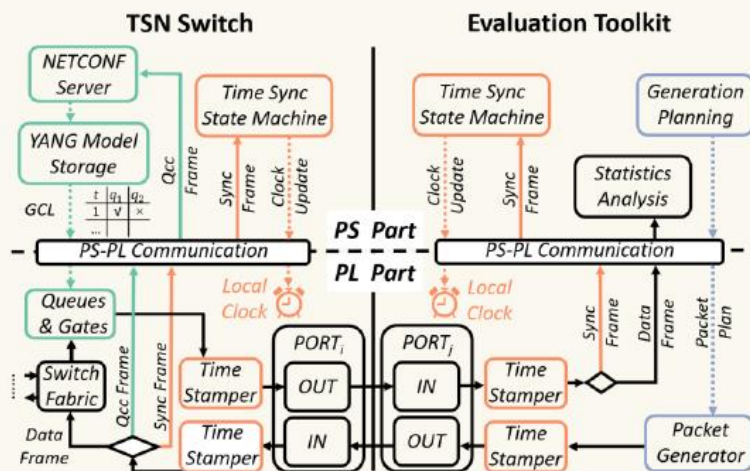 TSN Switch
Evaluation Toolkit
NETCONF
Server
YANG Model
Storage
GCL
t q1 q2
1 √ ×
...
Qcc
Frame
Time Sync
State Machine
Sync
Frame
Clock
Update
PS-PL Communication
PS Part
PL Part
Time Sync
State Machine
Clock
Update
Sync
Frame
Generation
Planning
Statistics
Analysis
PS-PL Communication
Local
Clock
Queues
& Gates
Switch
Fabric
......
Data
Frame
Qcc Frame
Sync Frame
Time
Stamper
Time
Stamper
PORTi
OUT
IN
Local
Clock
PORTj
IN
OUT
Time
Stamper
Time
Stamper
Sync
Frame
Data
Frame
Packet
Plan
Packet
Generator